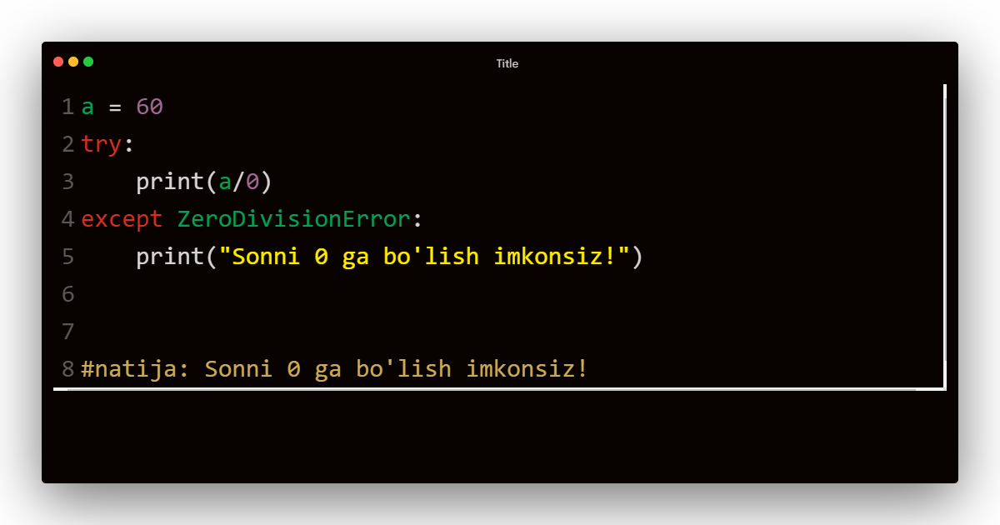 Title
1 a = 60
2 try:
3     print(a/0)
4 except ZeroDivisionError:
5     print("Sonni 0 ga bo'lish imkonsiz!")
6
7
8 #natija: Sonni 0 ga bo'lish imkonsiz!